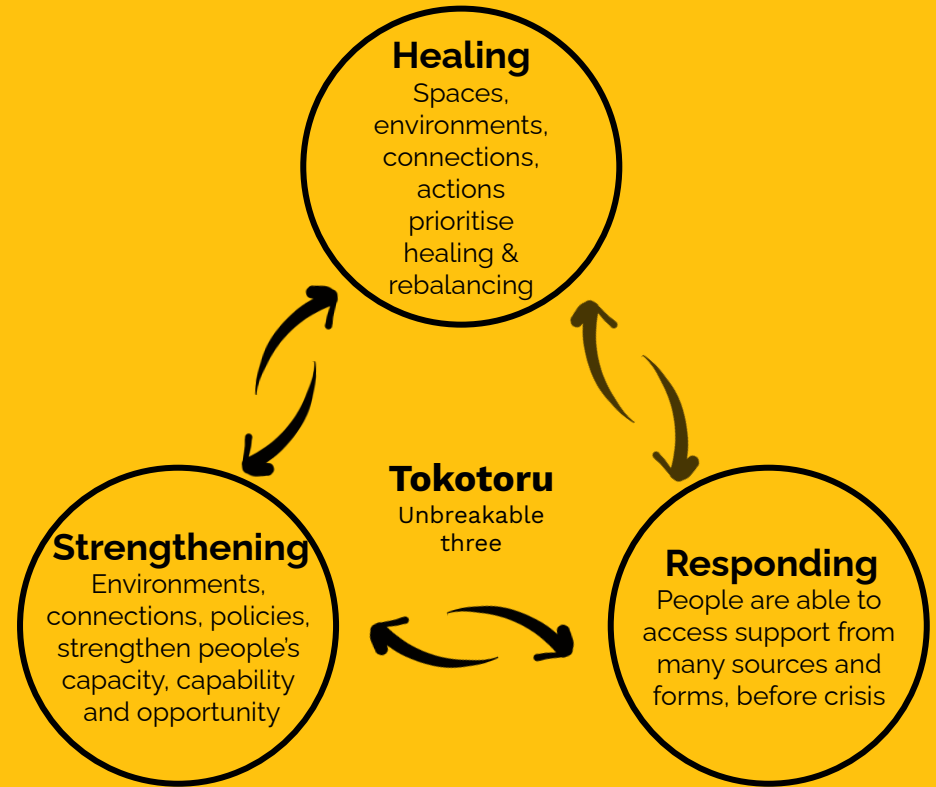 Healing
Spaces,
environments,
connections,
actions
prioritise
healing &
rebalancing
Tokotoru
Unbreakable
three
Strengthening
Environments,
connections, policies,
strengthen people's
capacity, capability
and opportunity
Responding
People are able to
access support from
many sources and
forms, before crisis